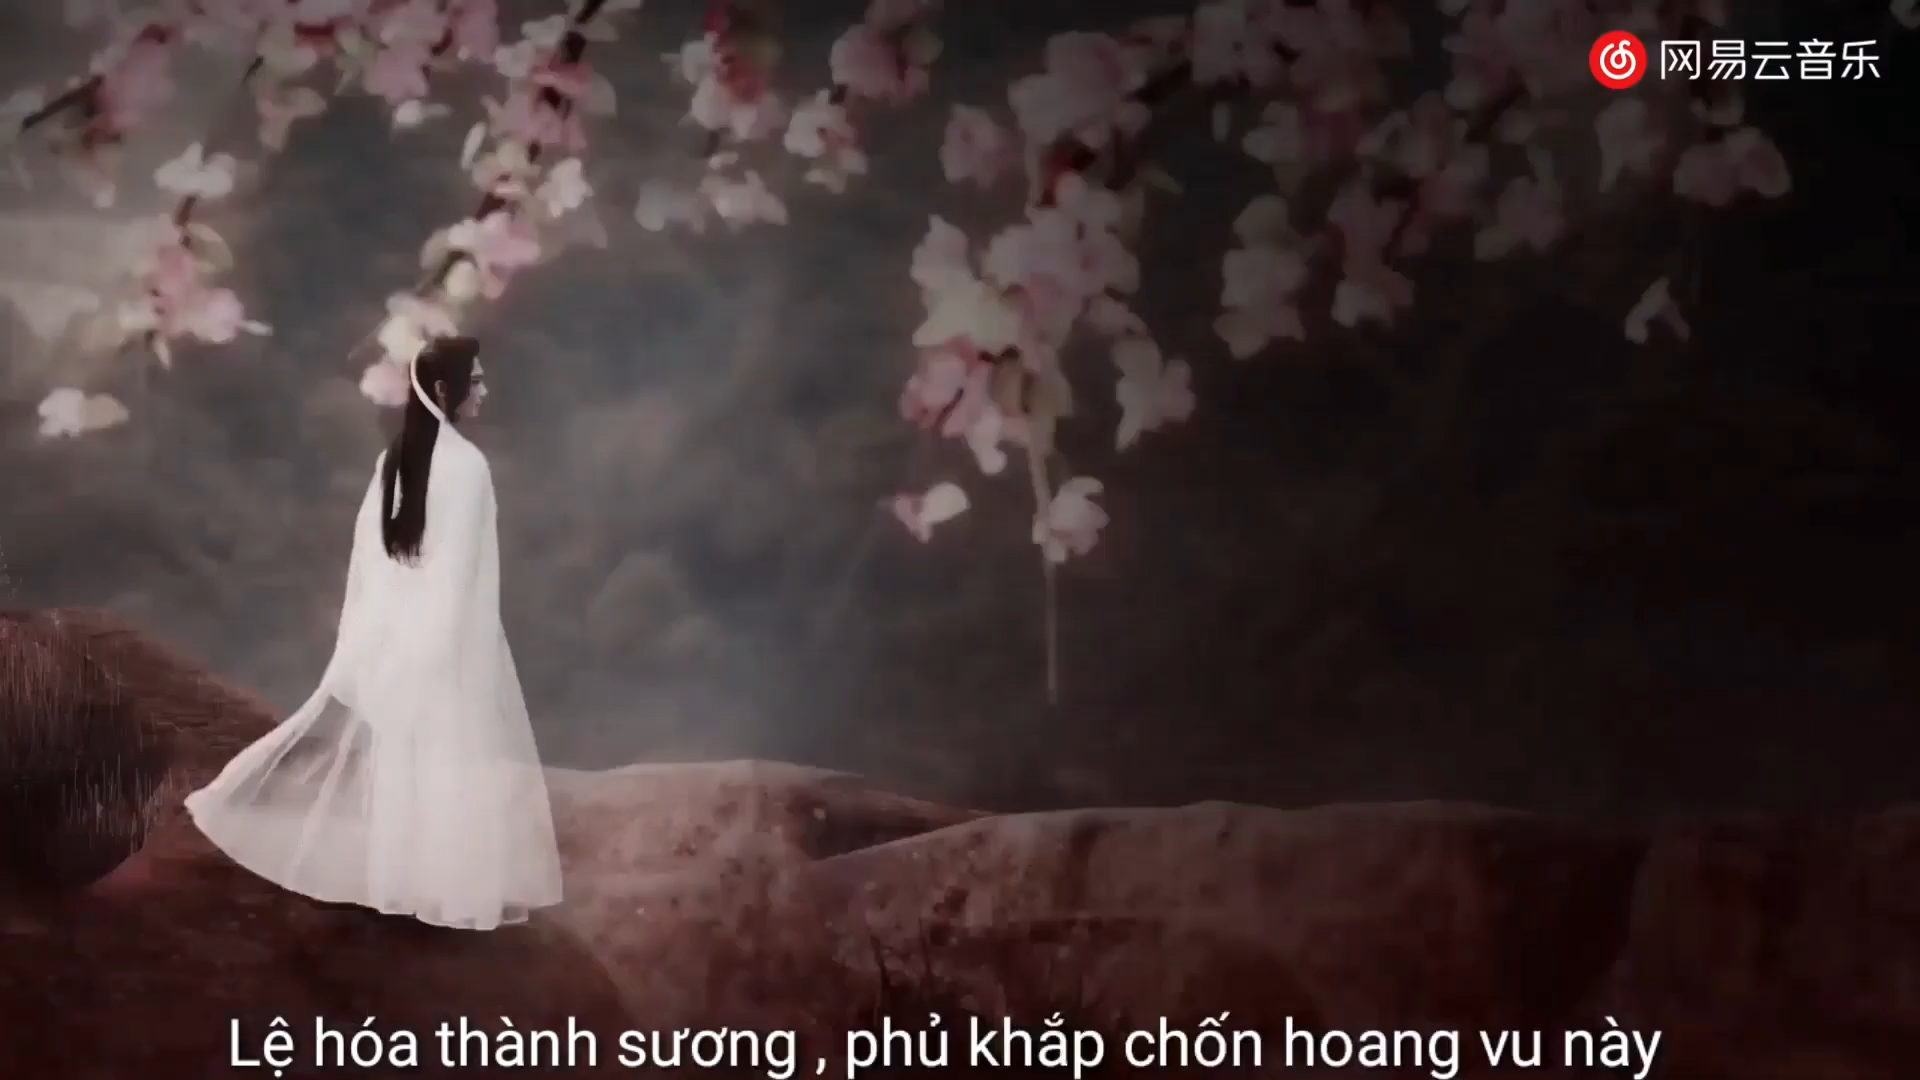 网易云音乐
Lệ hóa thành sương , phủ khắp chốn hoang vu này